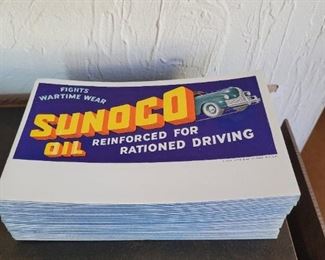 FIGHTS
WARTIME WEAR
SUNOCO
OIL
REINFORCED FOR
RATIONED DRIVING